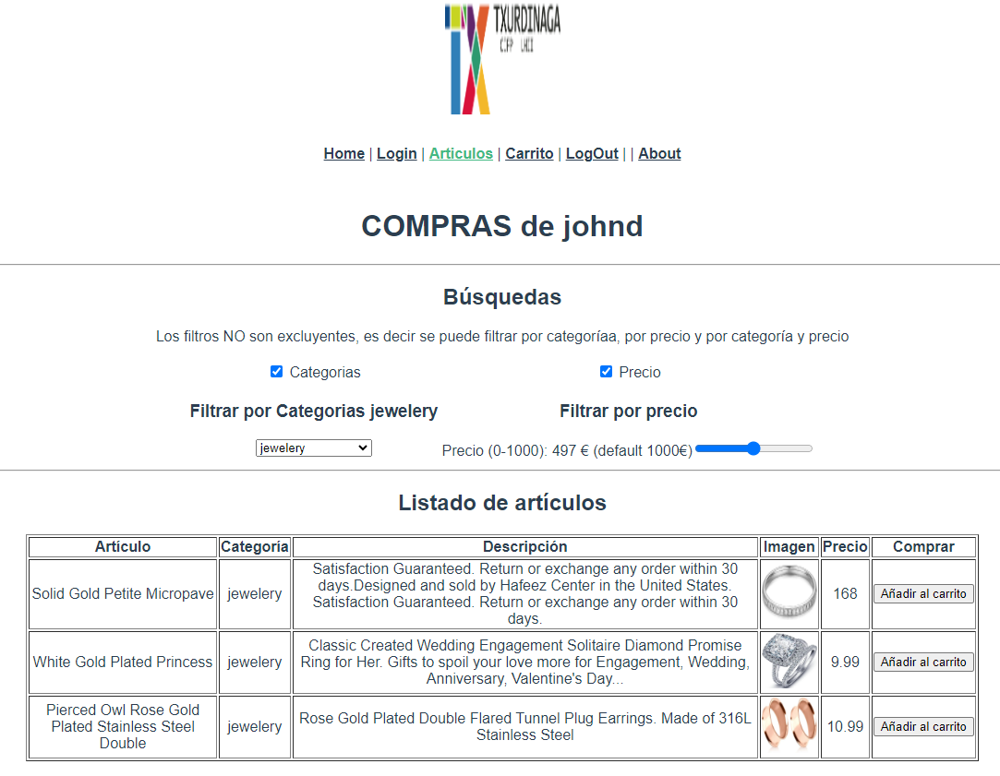 TXURDINAGA
CIFP LHII
Home | Login | Articulos | Carrito | LogOut | | About
COMPRAS de johnd
Búsquedas
Los filtros NO son excluyentes, es decir se puede filtrar por categoríaa, por precio y por categoría y precio
Categorias Precio
Filtrar por Categorias jewelery Filtrar por precio
jewelery Precio (0-1000): 497 € (default 1000€)
Listado de artículos
Artículo Categoría Descripción Imagen Precio Comprar
Satisfaction Guaranteed. Return or exchange any order within 30
days.Designed and sold by Hafeez Center in the United States.
Solid Gold Petite Micropave jewelery 168 Añadir al carrito
Satisfaction Guaranteed. Return or exchange any order within 30
days.
Classic Created Wedding Engagement Solitaire Diamond Promise
White Gold Plated Princess jewelery Ring for Her. Gifts to spoil your love more for Engagement, Wedding, 9.99 Añadir al carrito
Anniversary, Valentine's Day...
Pierced Owl Rose Gold
Plated Stainless Steel
Double
jewelery
Rose Gold Plated Double Flared Tunnel Plug Earrings. Made of 316L
Stainless Steel
10.99 Añadir al carrito